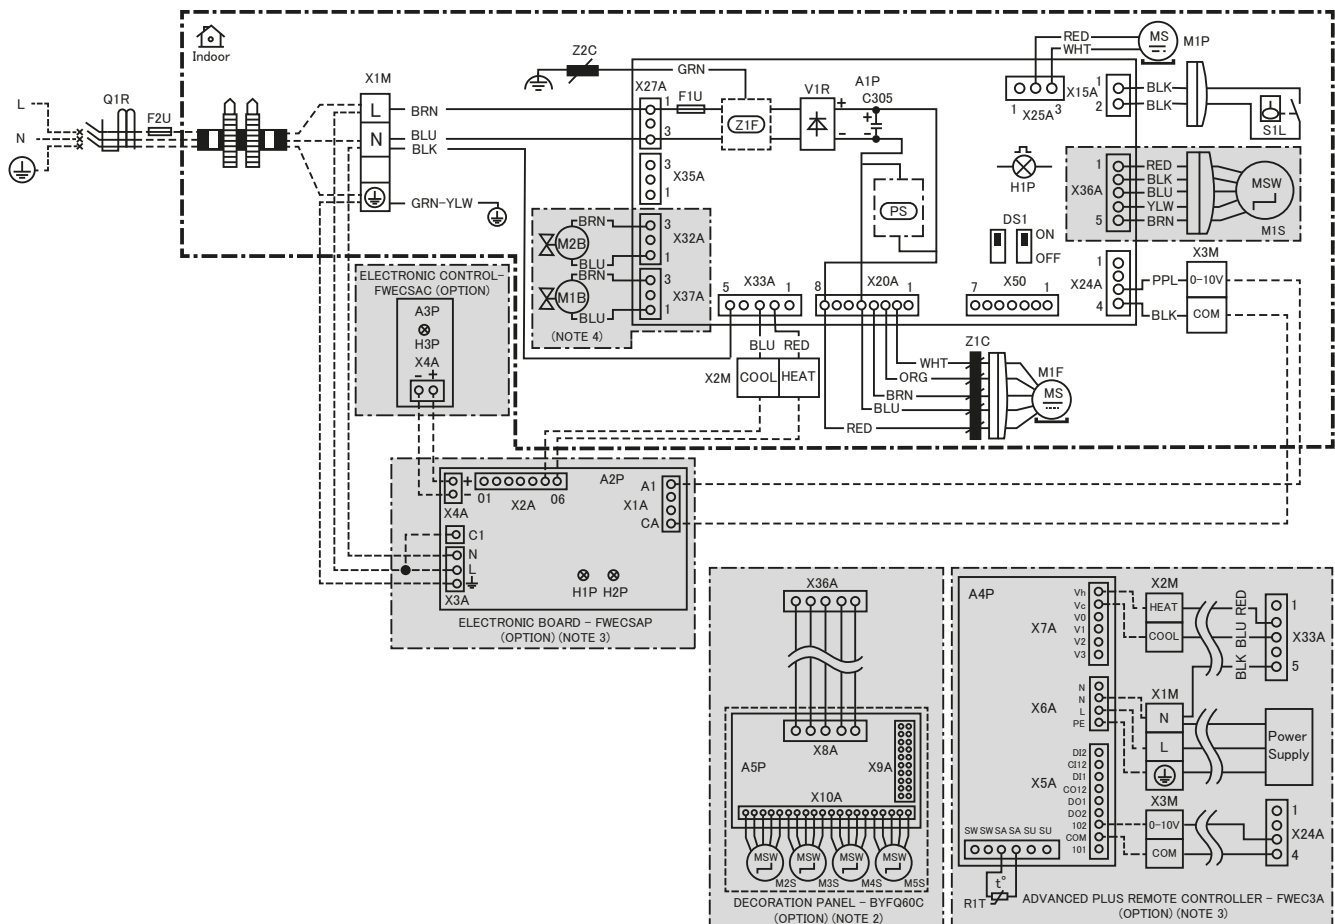 Indoor
L
N
Q1R
F2U
X1M
L
N
BRN
BLU
BLK
GRN-YLW
Z2C
GRN
X27A
1
3
F1U
Z1F
V1R
+
-
A1P
C305
+
-
PS
X35A
3
1
X32A
3
1
X37A
3
1
BRN
BLU
BRN
BLU
M2B
M1B
(NOTE 4)
X33A
5
1
X20A
8
1
X50
7
1
BLU
RED
X2M
COOL
HEAT
WHT
ORG
BRN
BLU
RED
Z1C
M1F
MS
RED
WHT
MS
M1P
X25A
1
3
X15A
1
2
BLK
BLK
S1L
H1P
DS1
ON
OFF
X36A
1
5
RED
BLK
BLU
YLW
BRN
MSW
M1S
X24A
1
4
PPL
BLK
X3M
0-10V
COM
ELECTRONIC CONTROL-
FWECSAC (OPTION)
A3P
H3P
X4A
- +
X4A
+
-
01
X2A
06
A2P
A1
X1A
CA
C1
N
L
X3A
H1P H2P
ELECTRONIC BOARD - FWECSAP
(OPTION) (NOTE 3)
X36A
X8A
A5P
X9A
X10A
MSW
MSW
MSW
MSW
M2S
M3S
M4S
M5S
DECORATION PANEL - BYFQ60C
(OPTION) (NOTE 2)
A4P
X7A
Vh
Vc
V0
V1
V2
V3
X6A
N
N
L
PE
X5A
DI2
CI12
DI1
CO12
DO1
DO2
102
COM
101
SW SW SA SA SU SU
t°
R1T
X2M
HEAT
COOL
RED
BLU
BLK
1
X33A
5
X1M
N
L
Power
Supply
X3M
0-10V
COM
1
X24A
4
ADVANCED PLUS REMOTE CONTROLLER - FWEC3A
(OPTION) (NOTE 3)